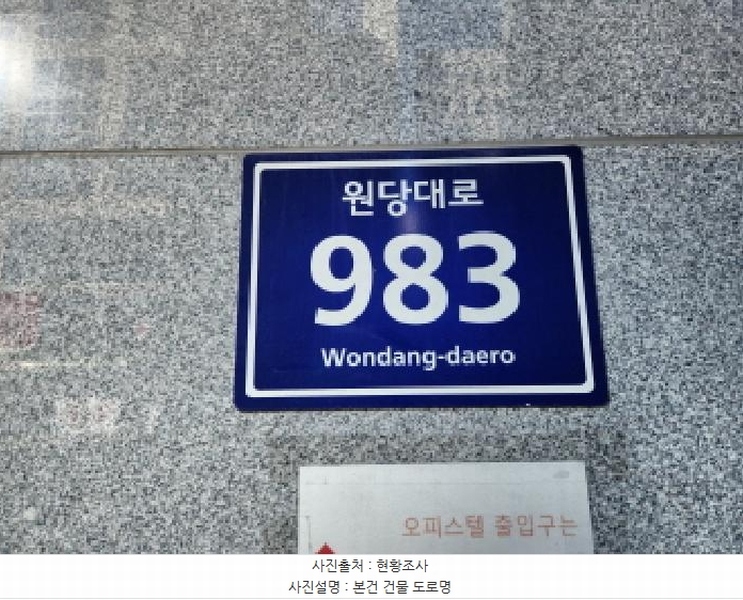 원당대로
983
Wondang-daero
오피스텔 출입구는
사진출처 : 현황조사
사진설명 : 본건 건물 도로명